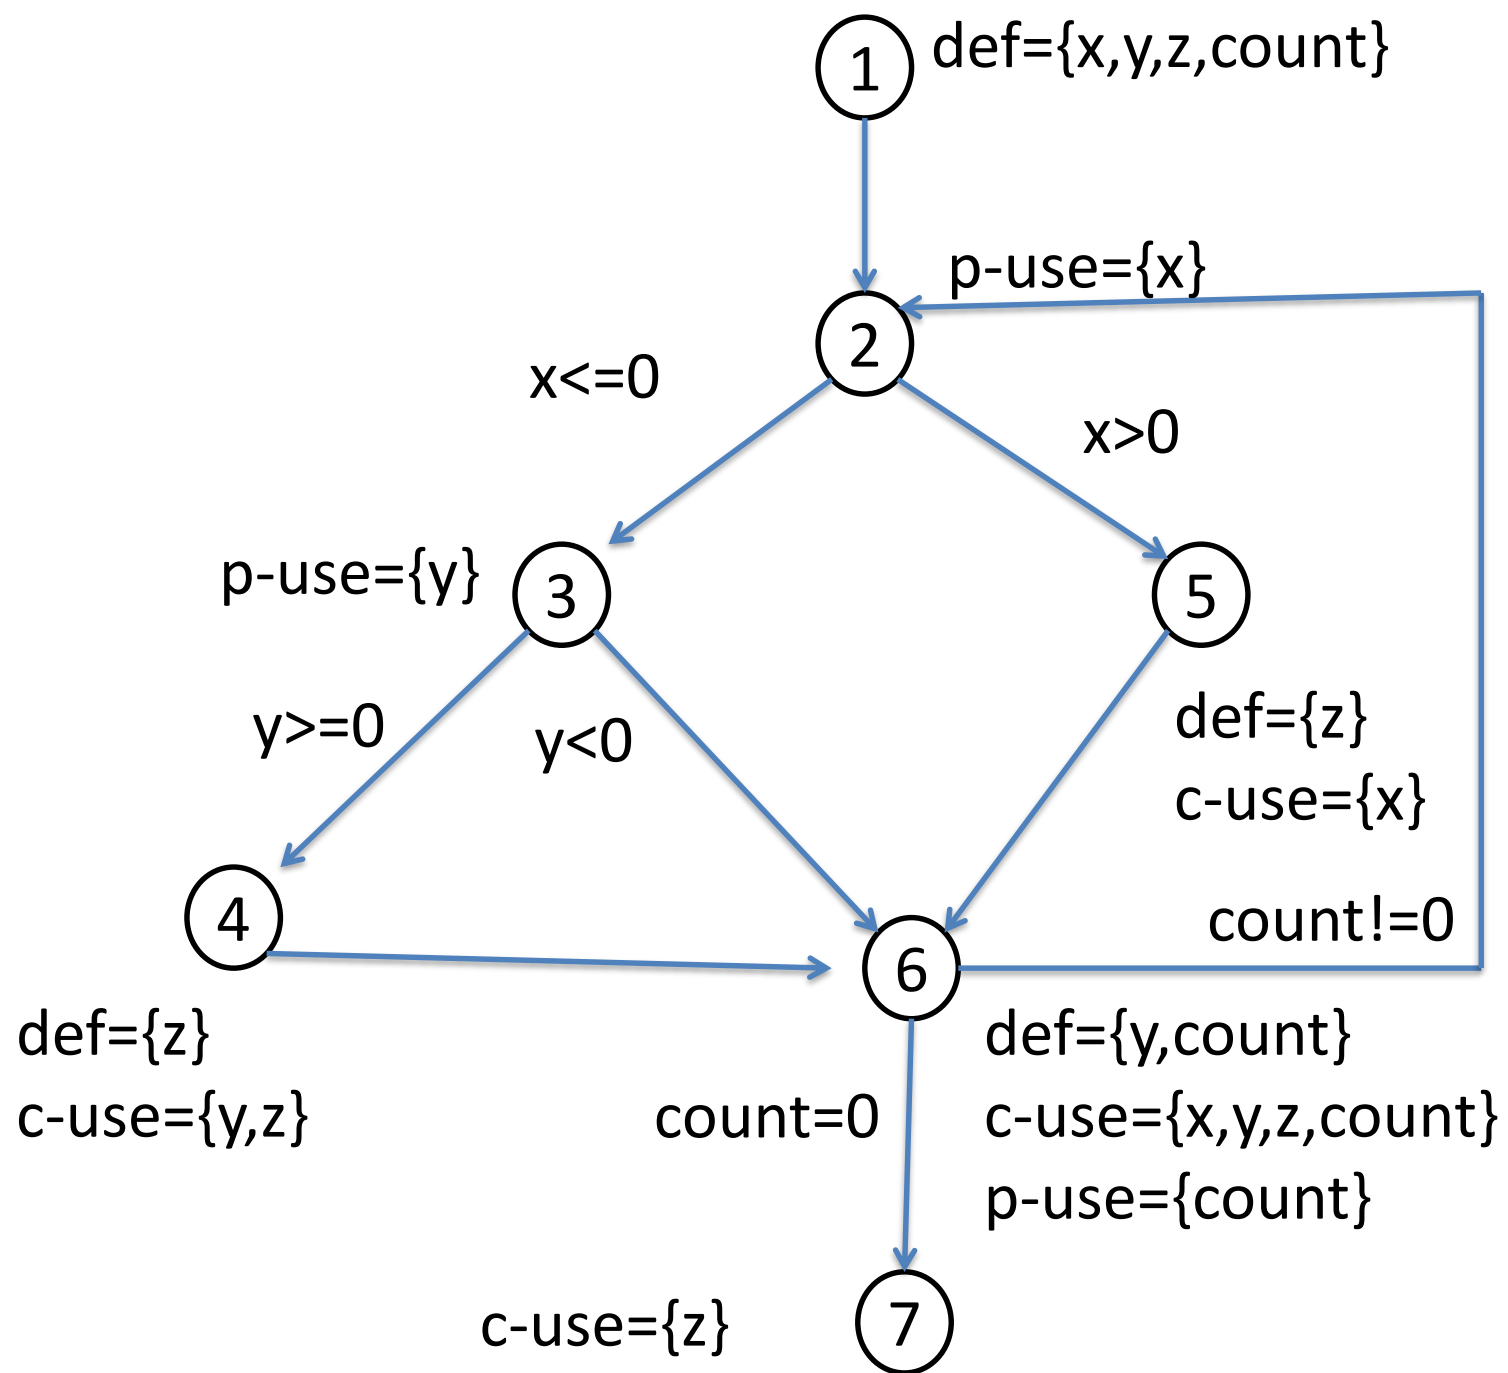 1 def={x,y,z,count}
p-use={x}
2
x<=0
x>0
p-use={y} 3
5
y>=0
y<0
def={z}
c-use={x}
4
count!=0
6
def={z}
c-use={y,z}
count=0
def={y,count}
c-use={x,y,z,count}
p-use={count}
c-use={z} 7